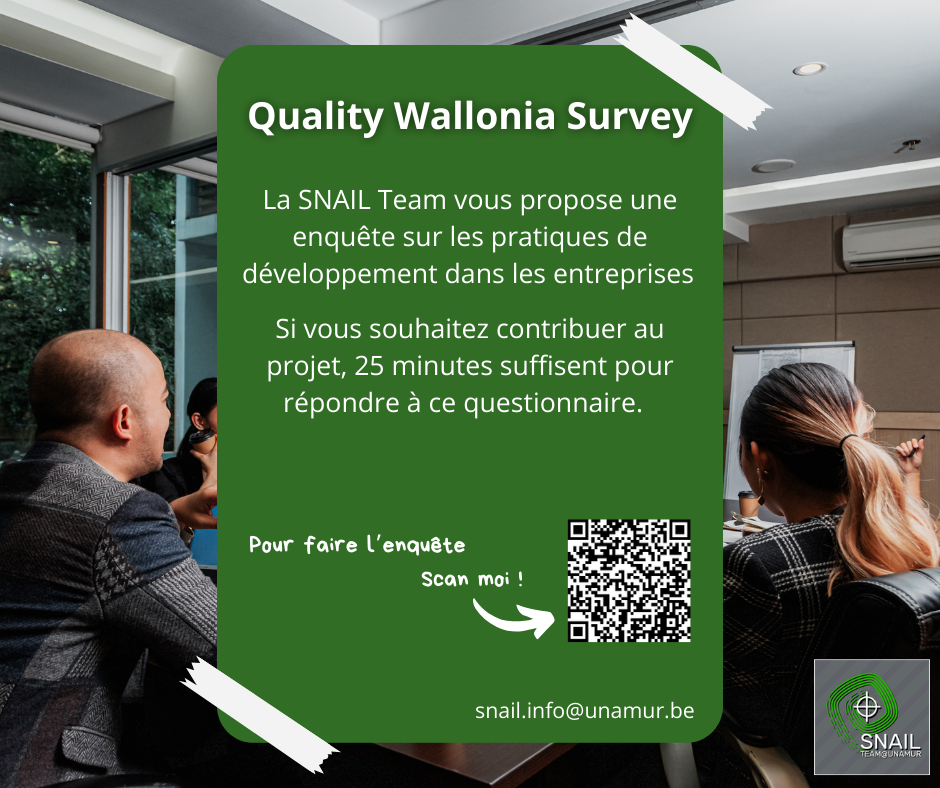 Quality Wallonia Survey
La SNAIL Team vous propose une
enquête sur les pratiques de
développement dans les entreprises
Si vous souhaitez contribuer au
projet, 25 minutes suffisent pour
répondre à ce questionnaire.
Pour faire l'enquête
Scan moi !
snail.info@unamur.be
SNAIL
TEAM@UNAMUR